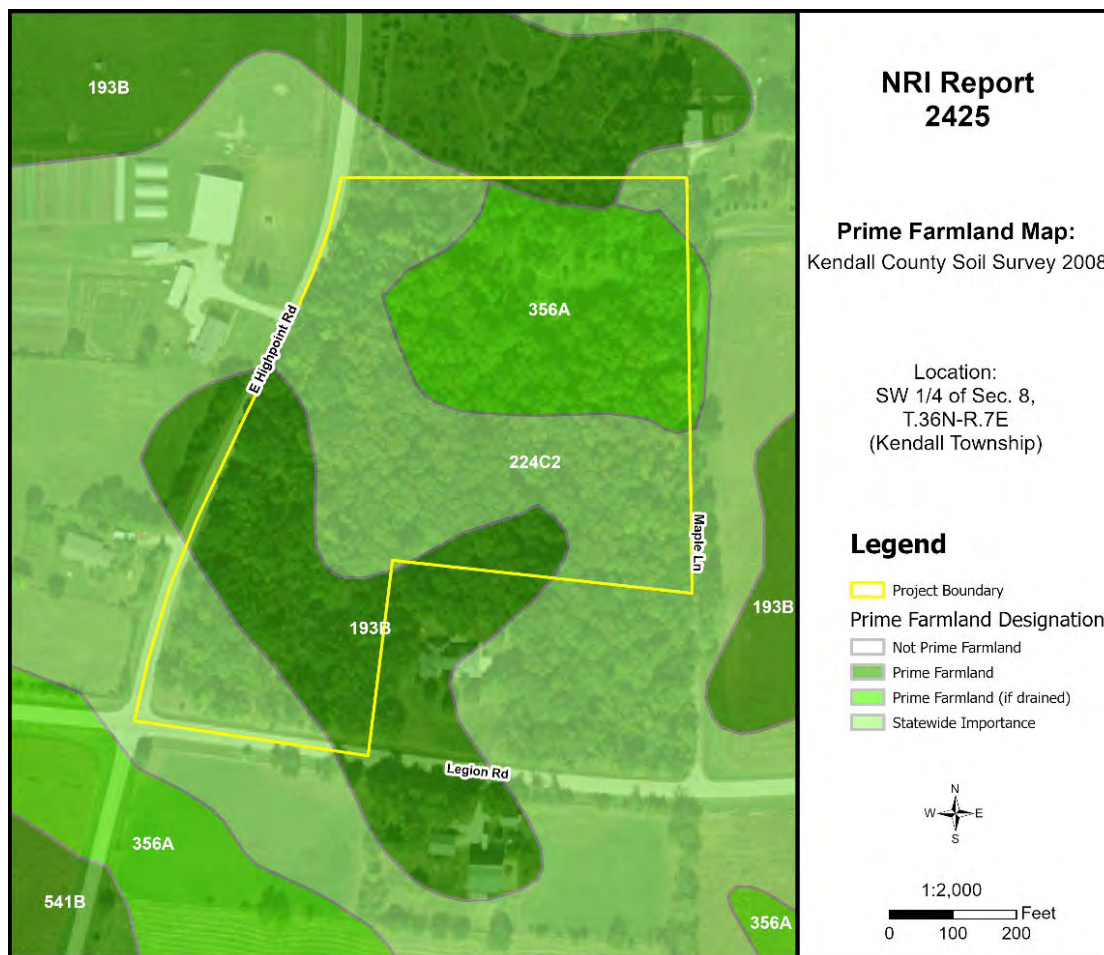 193B
E Highpoint Rd
356A
224C2
Maple Ln
193B
193B
Legion Rd
356A
541B
356A
NRI Report
2425
Prime Farmland Map:
Kendall County Soil Survey 2008
Location:
SW 1/4 of Sec. 8,
T.36N-R.7E
(Kendall Township)
Legend
Project Boundary
Prime Farmland Designation
Not Prime Farmland
Prime Farmland
Prime Farmland (if drained)
Statewide Importance
N
W E
S
1:2,000
Feet
0 100 200